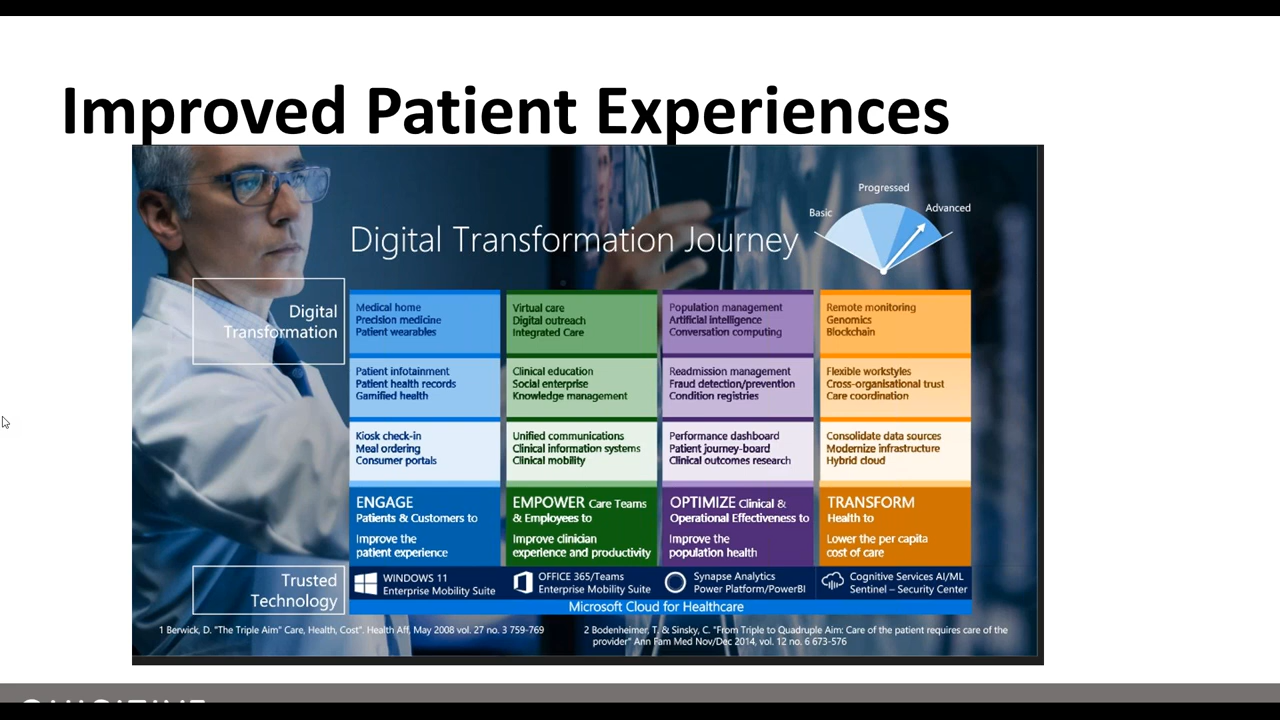 Improved Patient Experiences
Progressed
Basic
Advanced
Digital Transformation Journey
Digital
Transformation
Medical home
Precision medicine
Patient wearables
Virtual care
Digital outreach
Integrated Care
Population management
Artificial intelligence
Conversation computing
Remote monitoring
Genomics
Blockchain
Patient infotainment
Patient health records
Gamified health
Clinical education
Social enterprise
Knowledge management
Readmission management
Fraud detection/prevention
Condition registries
Flexible workstyles
Cross-organisational trust
Care coordination
Kiosk check-in
Meal ordering
Consumer portals
Unified communications
Clinical information systems
Clinical mobility
Performance dashboard
Patient journey-board
Clinical outcomes research
Consolidate data sources
Modernize infrastructure
Hybrid cloud
ENGAGE
Patients & Customers to
Improve the
patient experience
EMPOWER Care Teams
& Employees to
Improve clinician
experience and productivity
OPTIMIZE Clinical &
Operational Effectiveness to
Improve the
population health
TRANSFORM
Health to
Lower the per capita
cost of care
Trusted
Technology
WINDOWS 11
Enterprise Mobility Suite
OFFICE 365/Teams
Enterprise Mobility Suite
Synapse Analytics
Power Platform/PowerBI
Cognitive Services AI/ML
Sentinel – Security Center
Microsoft Cloud for Healthcare
1 Berwick, D. "The Triple Aim" Care, Health, Cost". Health Aff, May 2008 vol. 27 no. 3 759-769
2 Bodenheimer, T. & Sinsky, C. "From Triple to Quadruple Aim: Care of the patient requires care of the
provider" Ann Fam Med Nov/Dec 2014, vol. 12 no. 6 673-576